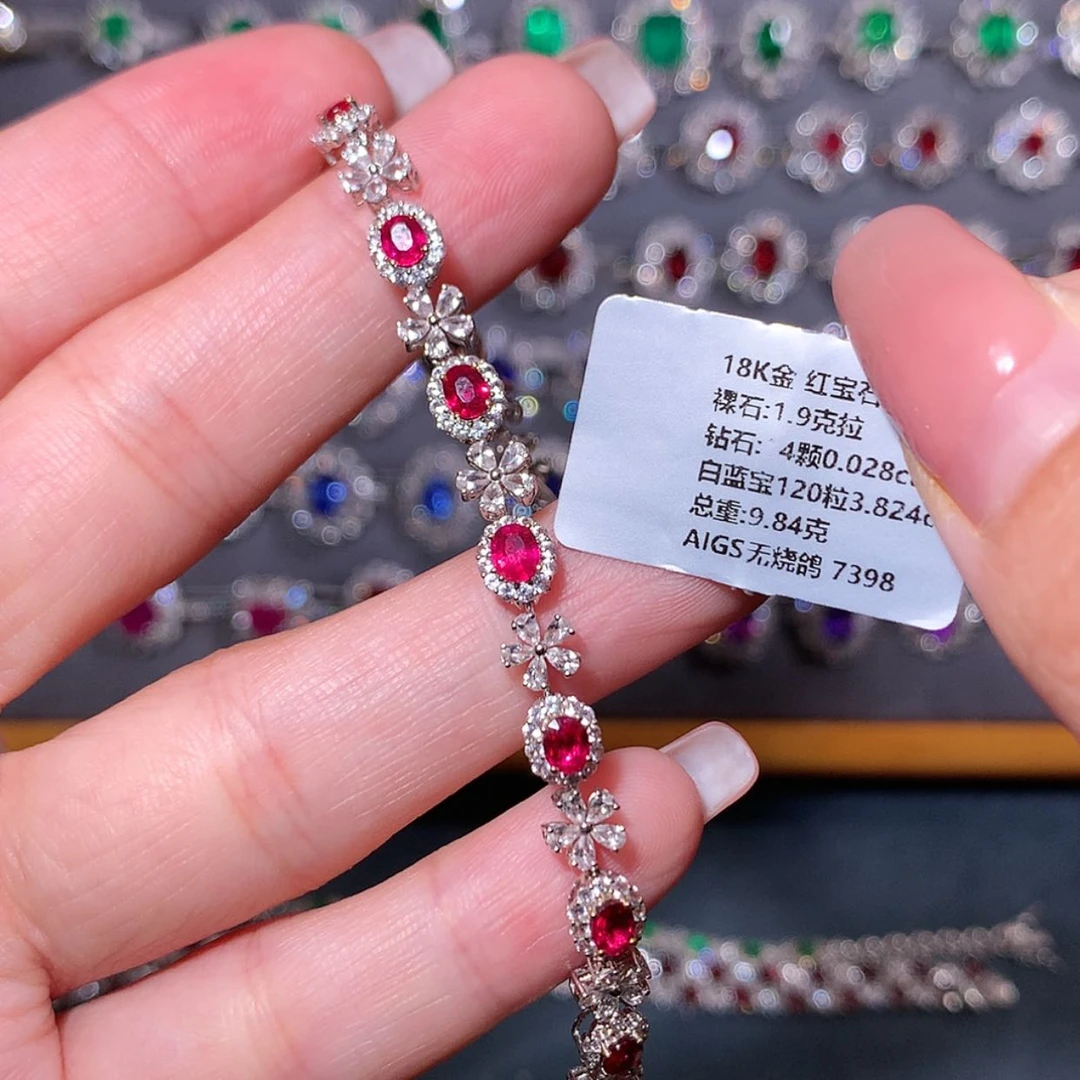 18K金 红宝石
裸石:1.9克拉
钻石: 4颗0.028c
白蓝宝120粒3.824c
总重:9.84克
AIGS无烧鸽 7398